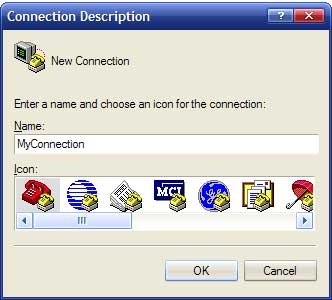 Connection Description
New Connection
Enter a name and choose an icon for the connection:
Name:
MyConnection
Icon:
MCI
OK
Cancel